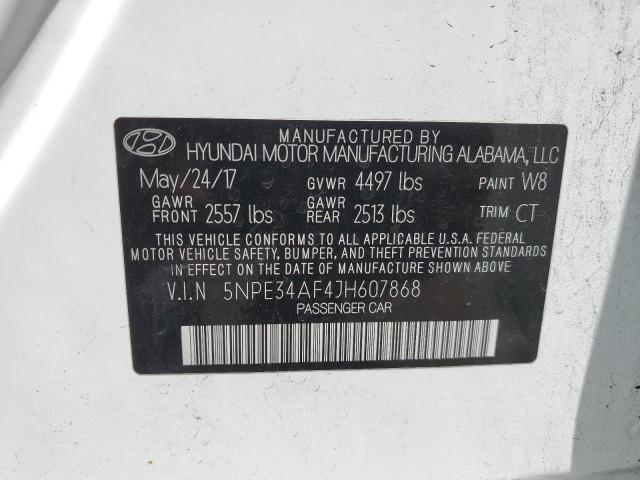 MANUFACTURED BY
HYUNDAI MOTOR MANUFACTURING ALABAMA, LLC
May/24/17 GVWR 4497 lbs PAINT W8
GAWR FRONT 2557 lbs GAWR REAR 2513 lbs TRIM CT
THIS VEHICLE CONFORMS TO ALL APPLICABLE U.S.A. FEDERAL
MOTOR VEHICLE SAFETY, BUMPER, AND THEFT PREVENTION STANDARDS
IN EFFECT ON THE DATE OF MANUFACTURE SHOWN ABOVE.
V.I.N 5NPE34AF4JH607868
PASSENGER CAR